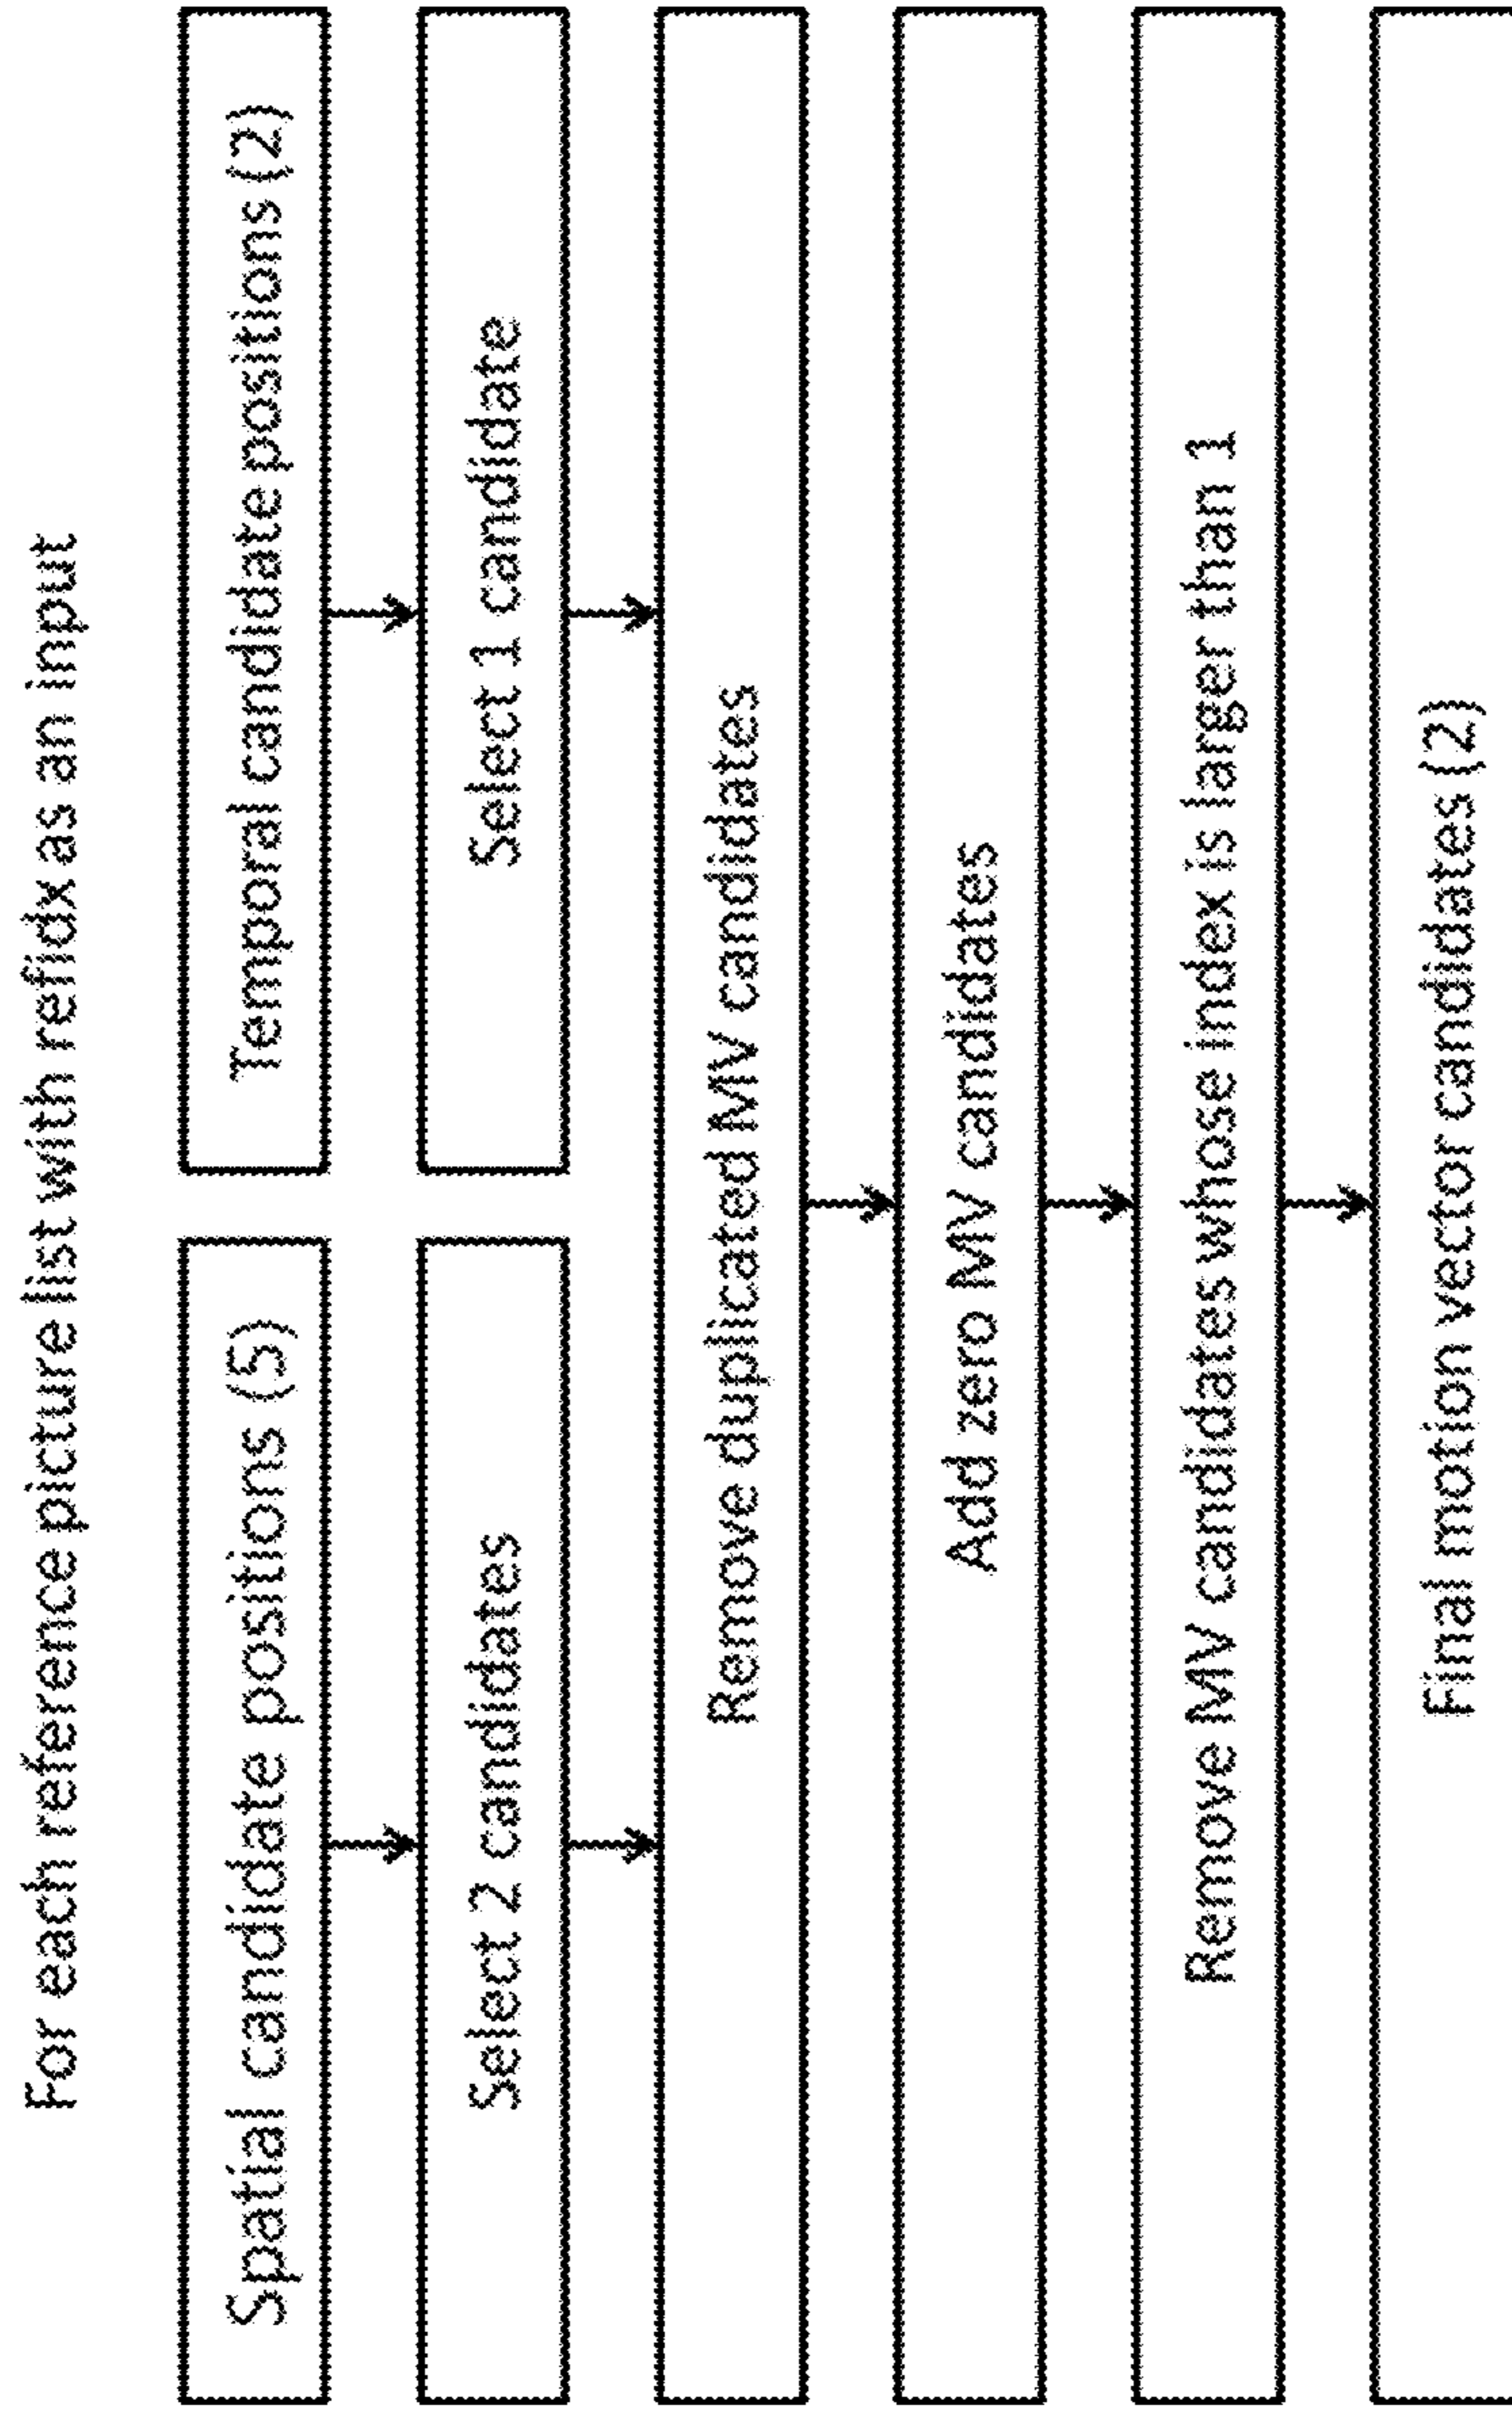 For each reference picture list with refidx as an input
Spatial candidate positions (5)
Temporal candidate positions (2)
Select 2 candidates
Select 1 candidate
Remove duplicated MV candidates
Add zero MV candidates
Remove MV candidates whose index is larger than 1
Final motion vector candidates (2)